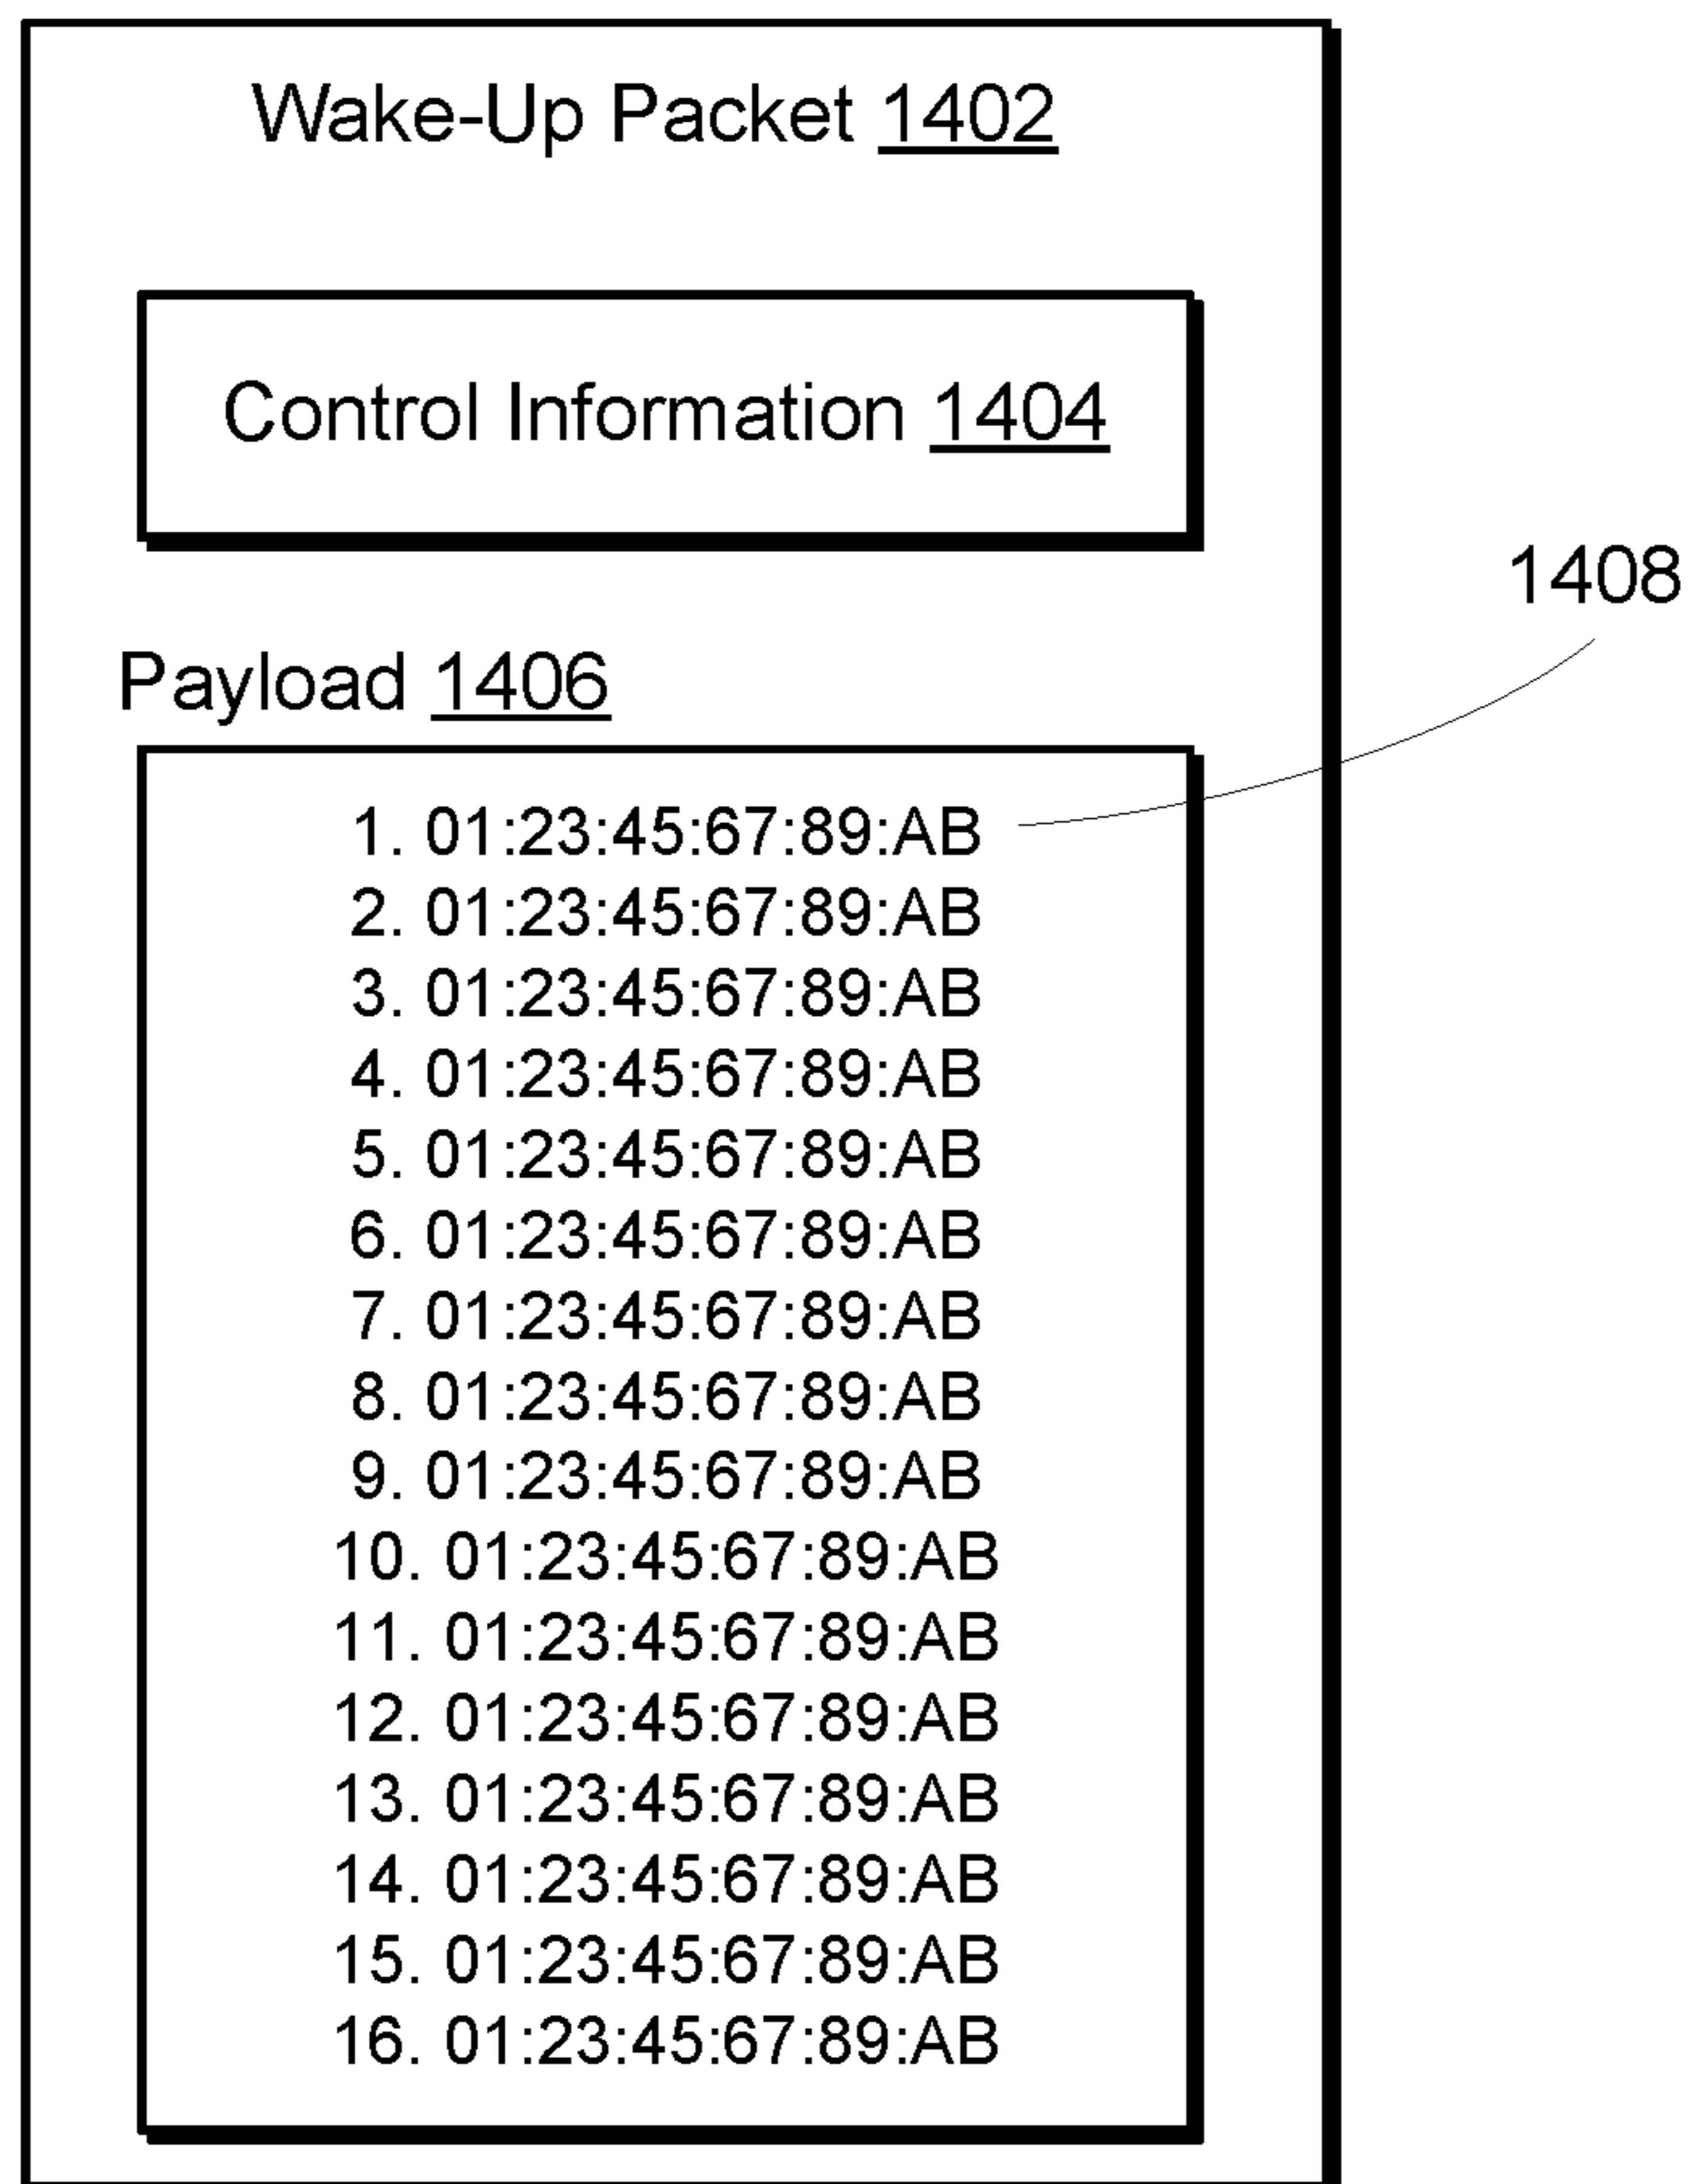 Wake-Up Packet 1402
Control Information 1404
1408
Payload 1406
1. 01:23:45:67:89:AB
2. 01:23:45:67:89:AB
3. 01:23:45:67:89:AB
4. 01:23:45:67:89:AB
5. 01:23:45:67:89:AB
6. 01:23:45:67:89:AB
7. 01:23:45:67:89:AB
8. 01:23:45:67:89:AB
9. 01:23:45:67:89:AB
10. 01:23:45:67:89:AB
11. 01:23:45:67:89:AB
12. 01:23:45:67:89:AB
13. 01:23:45:67:89:AB
14. 01:23:45:67:89:AB
15. 01:23:45:67:89:AB
16. 01:23:45:67:89:AB